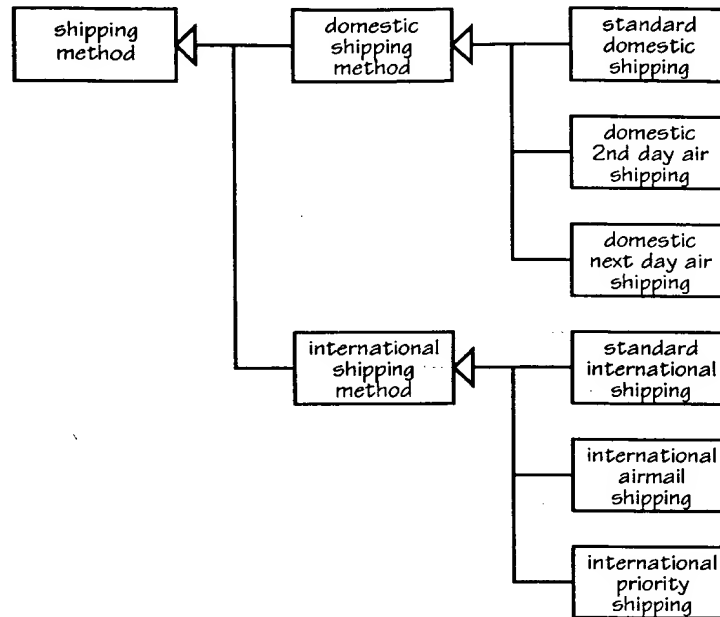 shipping
method
domestic
shipping
method
standard
domestic
shipping
domestic
2nd day air
shipping
domestic
next day air
shipping
international
shipping
method
standard
international
shipping
international
airmail
shipping
international
priority
shipping